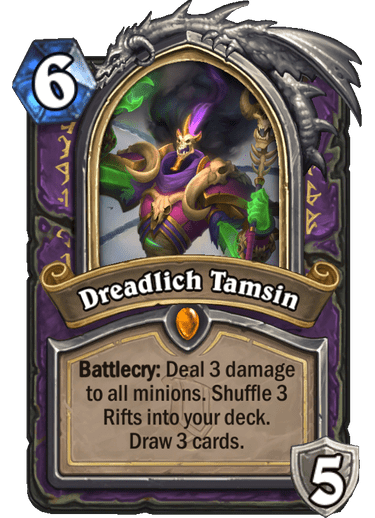 6
Dreadlich Tamsin
Battlecry: Deal 3 damage
to all minions. Shuffle 3
Rifts into your deck.
Draw 3 cards.
5